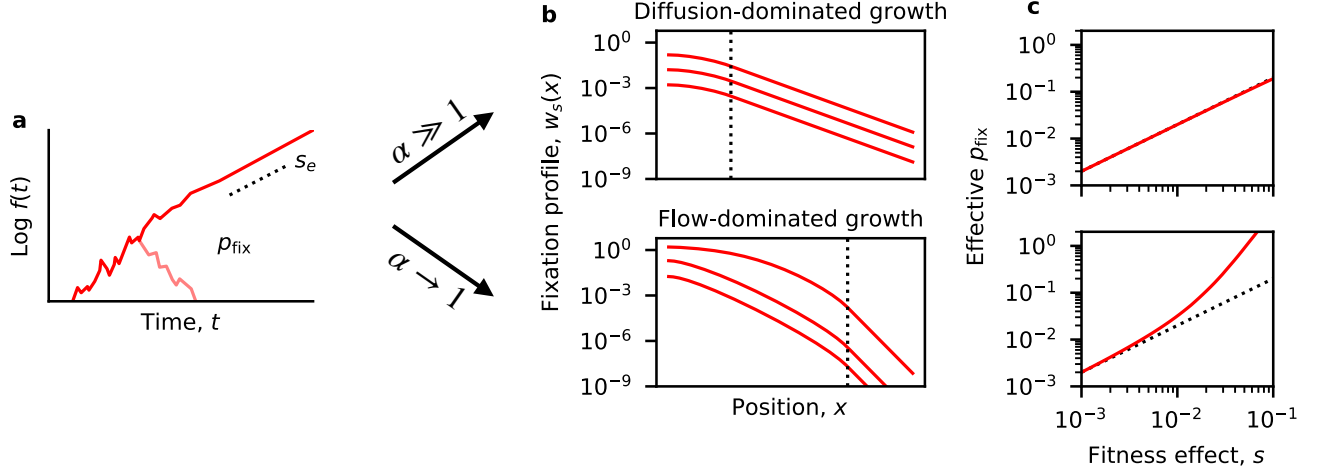 a
Log f(t)
s_e
p_fix
Time, t
α ≫ 1
α → 1
b
Diffusion-dominated growth
Fixation profile, w_s(x)
10^0
10^−3
10^−6
10^−9
Flow-dominated growth
10^0
10^−3
10^−6
10^−9
Position, x
c
Effective p_fix
10^0
10^−1
10^−2
10^−3
10^0
10^−1
10^−2
10^−3
10^−3 10^−2 10^−1
Fitness effect, s